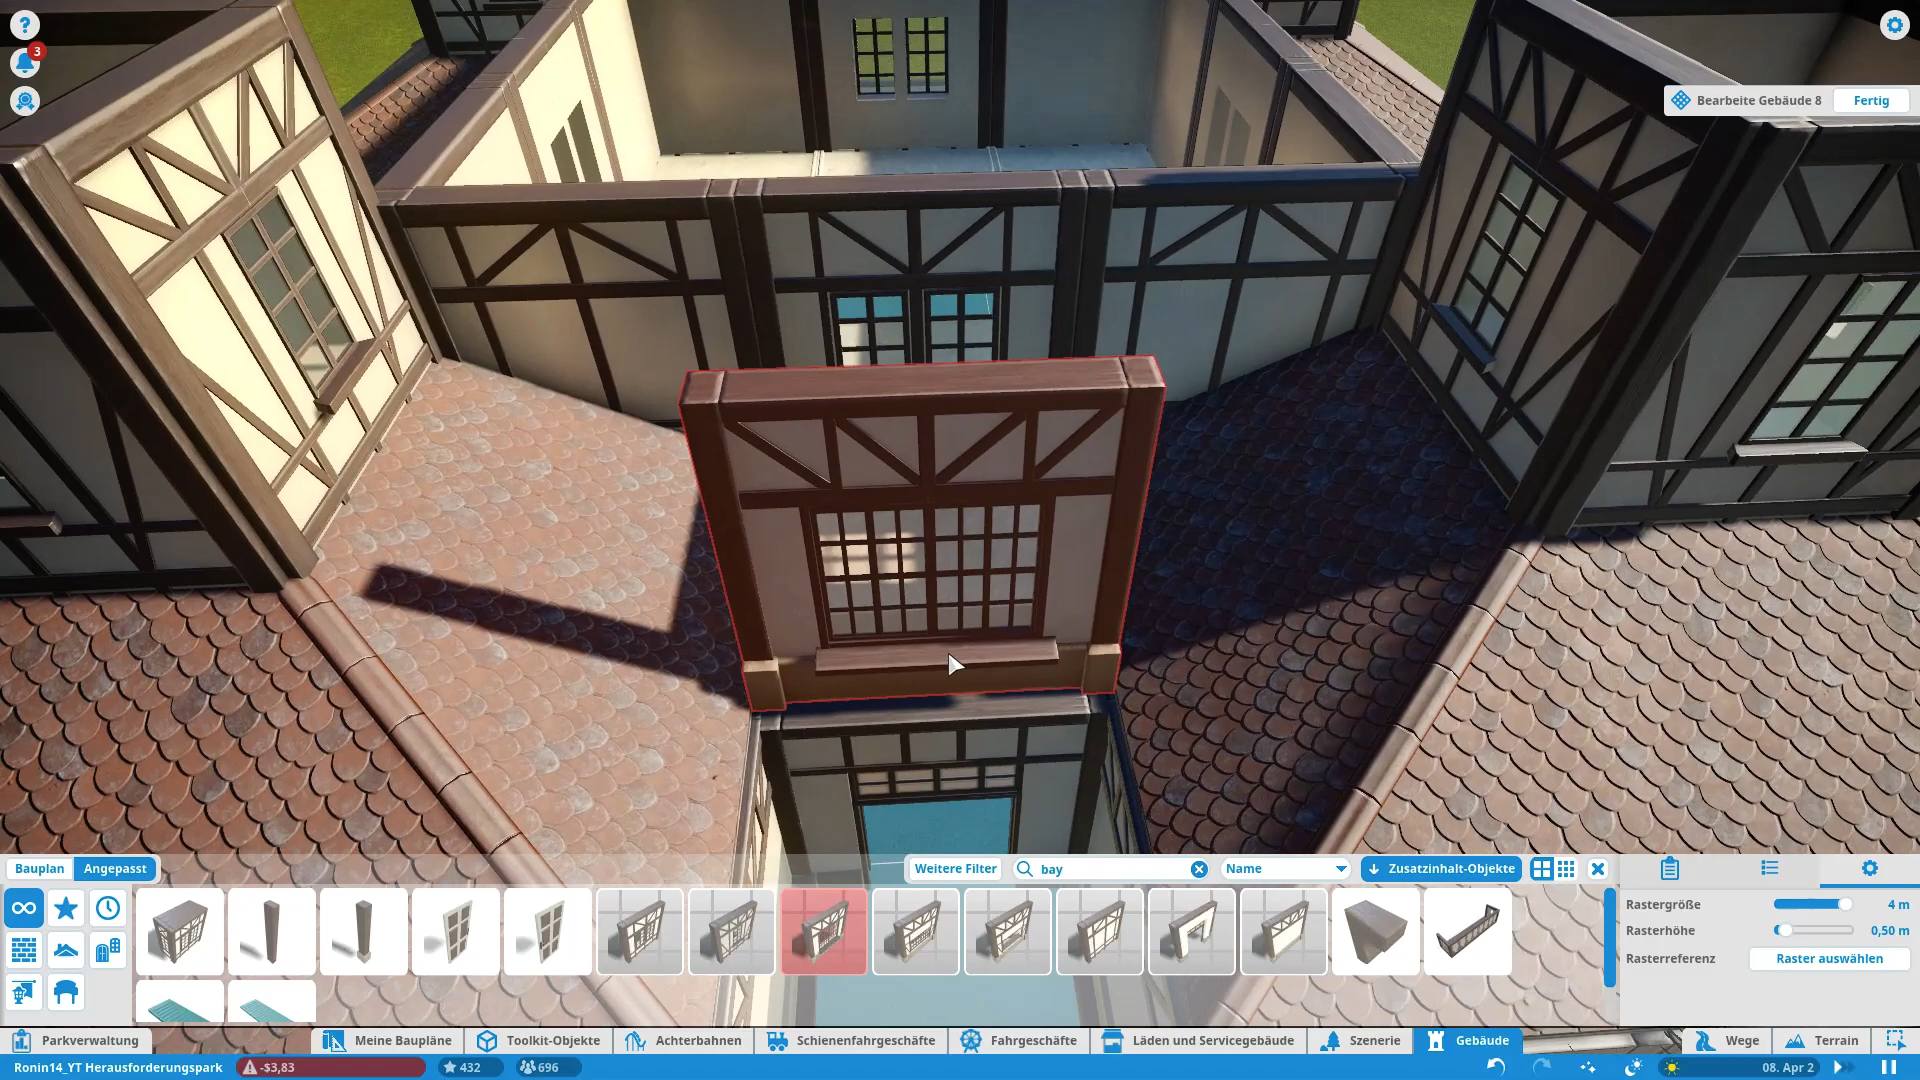 ?
3
Bearbeite Gebäude 8
Fertig
Bauplan
Angepasst
Weitere Filter
bay
Name
Zusatzinhalt-Objekte
Rastergröße
4 m
Rasterhöhe
0,50 m
Rasterreferenz
Raster auswählen
Parkverwaltung
Meine Baupläne
Toolkit-Objekte
Achterbahnen
Schienenfahrgeschäfte
Fahrgeschäfte
Läden und Servicegebäude
Szenerie
Gebäude
Wege
Terrain
Ronin14_YT Herausforderungspark
-$3,83
432
696
08. Apr 2